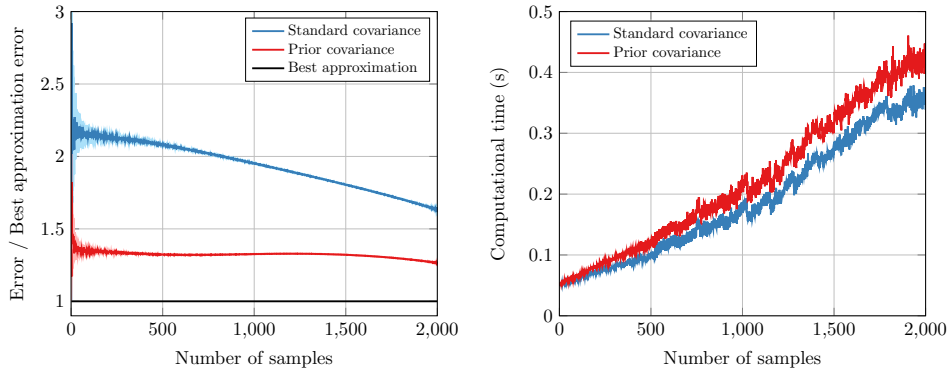 Error / Best approximation error
3
2.5
2
1.5
1
0
500
1,000
1,500
2,000
Number of samples
Standard covariance
Prior covariance
Best approximation
Computational time (s)
0.5
0.4
0.3
0.2
0.1
0
0
500
1,000
1,500
2,000
Number of samples
Standard covariance
Prior covariance